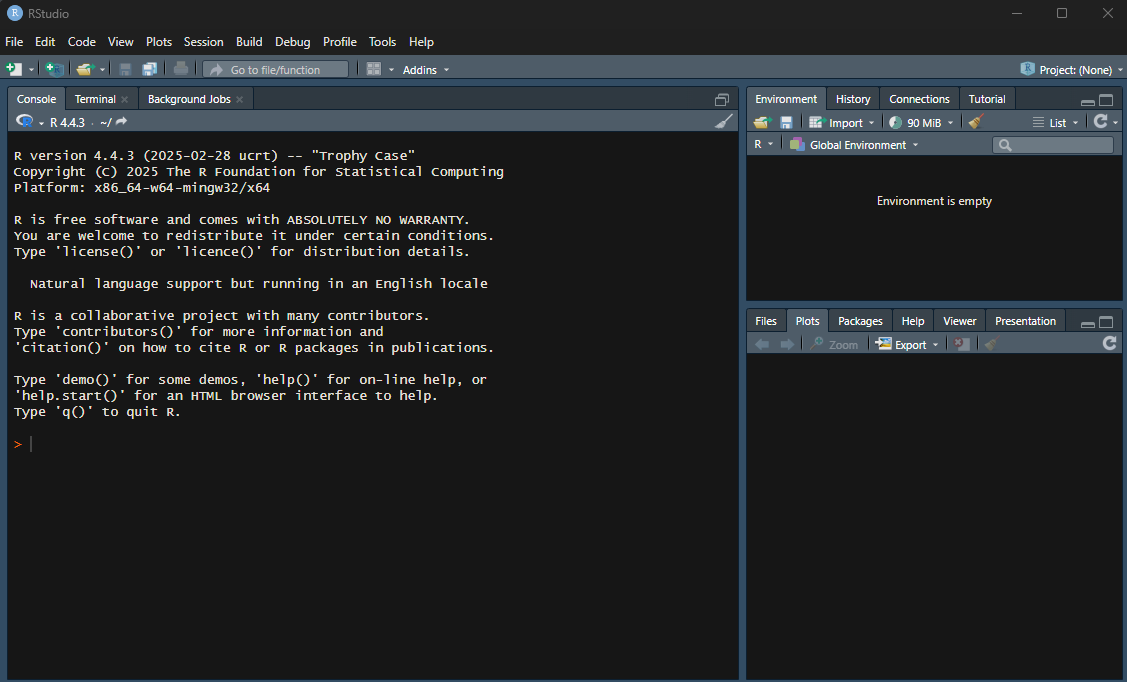 R RStudio
File Edit Code View Plots Session Build Debug Profile Tools Help
Go to file/function Addins R Project: (None)
Console Terminal Background Jobs
R R 4.4.3 · ~/
R version 4.4.3 (2025-02-28 ucrt) -- "Trophy Case"
Copyright (C) 2025 The R Foundation for Statistical Computing
Platform: x86_64-w64-mingw32/x64
R is free software and comes with ABSOLUTELY NO WARRANTY.
You are welcome to redistribute it under certain conditions.
Type 'license()' or 'licence()' for distribution details.
Natural language support but running in an English locale
R is a collaborative project with many contributors.
Type 'contributors()' for more information and
'citation()' on how to cite R or R packages in publications.
Type 'demo()' for some demos, 'help()' for on-line help, or
'help.start()' for an HTML browser interface to help.
Type 'q()' to quit R.
>
Environment History Connections Tutorial
Import 90 MiB List
R Global Environment
Environment is empty
Files Plots Packages Help Viewer Presentation
Zoom Export